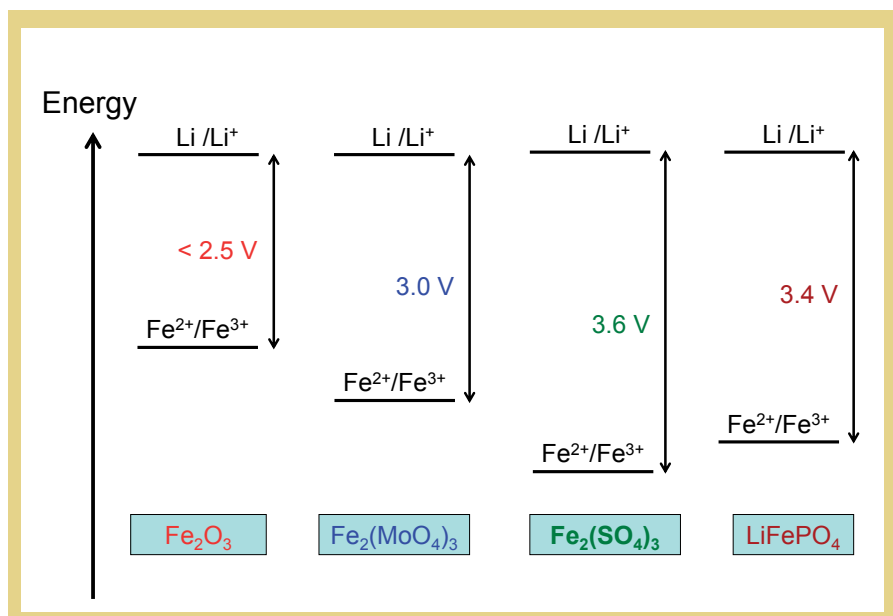 Energy
Li /Li⁺
Li /Li⁺
Li /Li⁺
Li /Li⁺
< 2.5 V
3.0 V
3.6 V
3.4 V
Fe²⁺/Fe³⁺
Fe²⁺/Fe³⁺
Fe²⁺/Fe³⁺
Fe²⁺/Fe³⁺
Fe₂O₃
Fe₂(MoO₄)₃
Fe₂(SO₄)₃
LiFePO₄